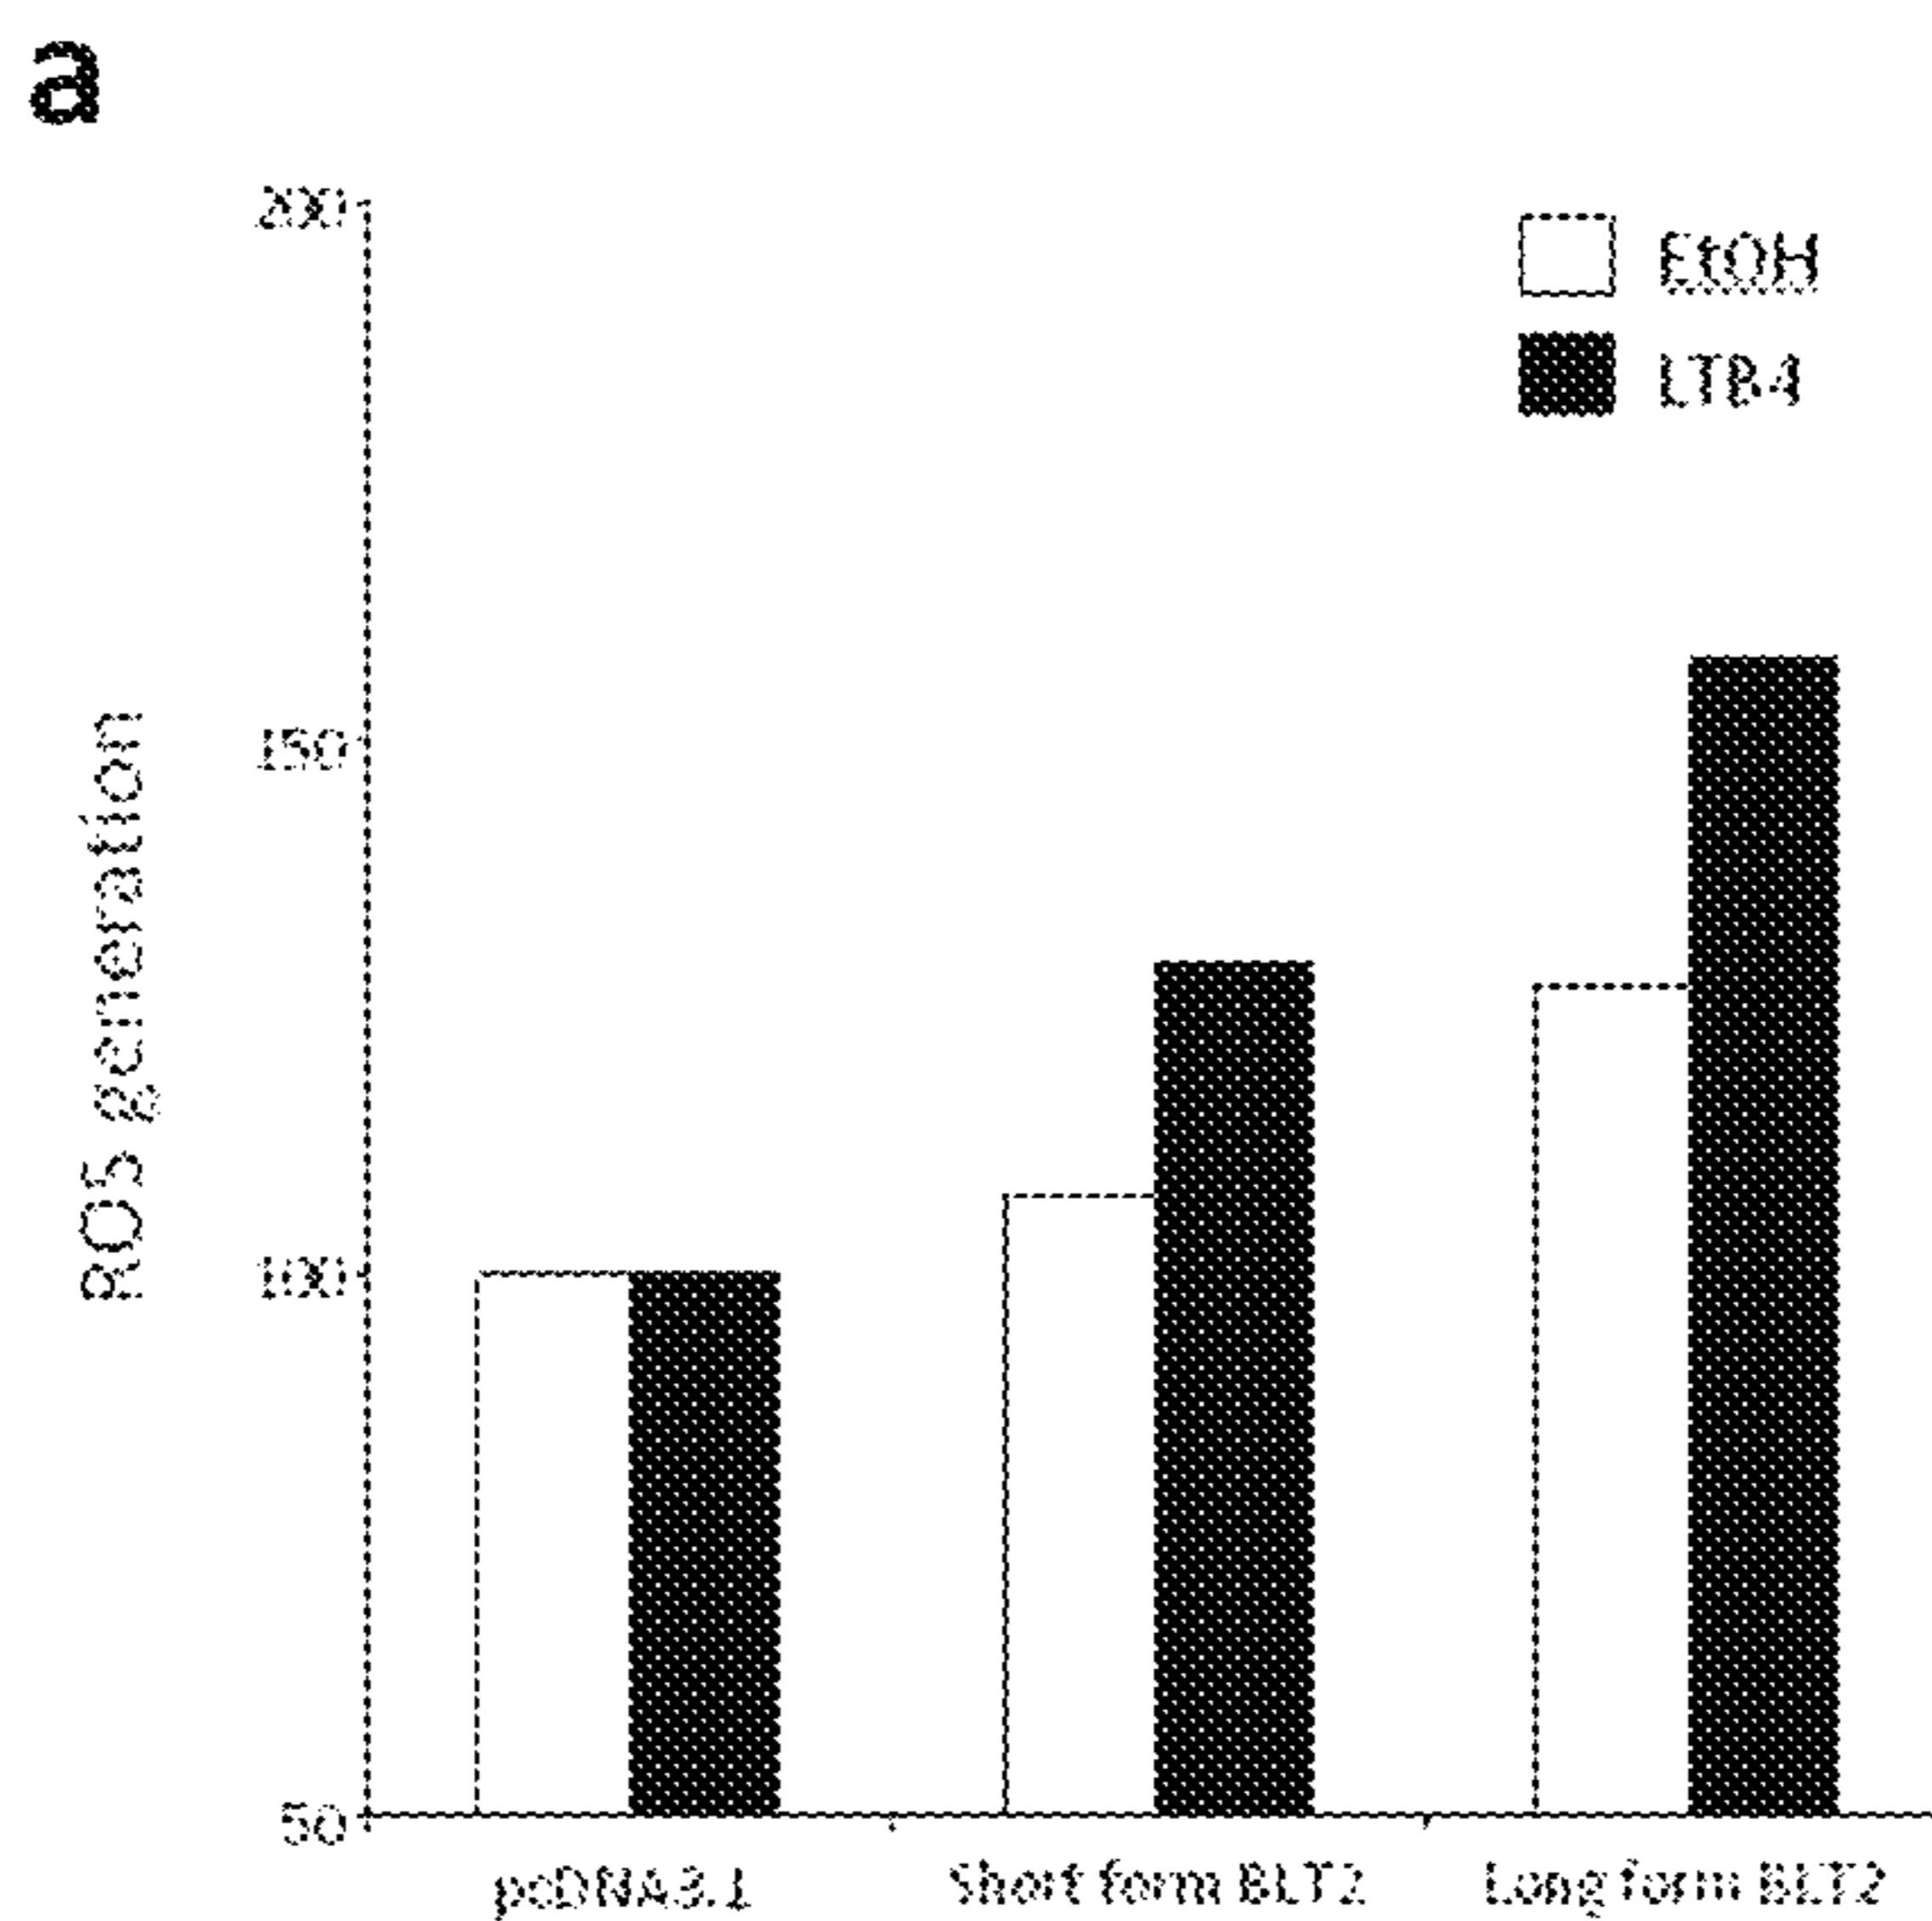 a
200
EtOH
LTB4
150
ROS generation
100
50
pcDNA3.1
Short form BLT2
Long form BLT2